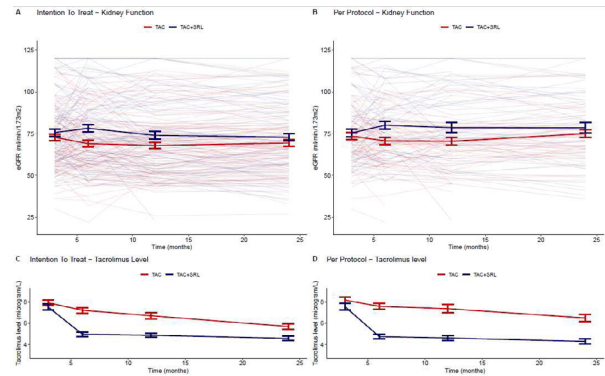 A Intention To Treat – Kidney Function
TAC TAC+SRL
125
100
75
50
25
eGFR (ml/min/1.73m2)
5 10 15 20 25
Time (months)
B Per Protocol – Kidney Function
TAC TAC+SRL
125
100
75
50
25
eGFR (ml/min/1.73m2)
5 10 15 20 25
Time (months)
C Intention To Treat – Tacrolimus Level
TAC TAC+SRL
8
6
4
Tacrolimus level (microgram/L)
5 10 15 20 25
Time (months)
D Per Protocol – Tacrolimus level
TAC TAC+SRL
8
6
4
Tacrolimus level (microgram/L)
5 10 15 20 25
Time (months)